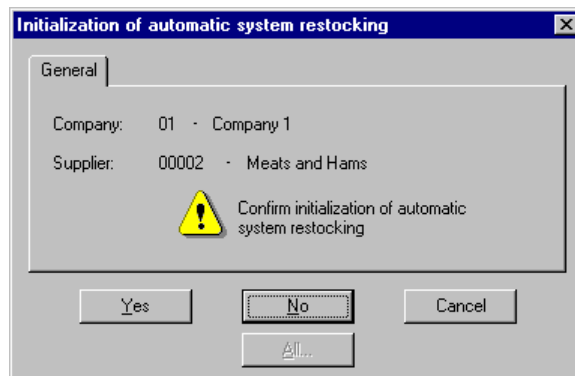 Initialization of automatic system restocking
General
Company: 01 - Company 1
Supplier: 00002 - Meats and Hams
Confirm initialization of automatic
system restocking
Yes No Cancel
All...